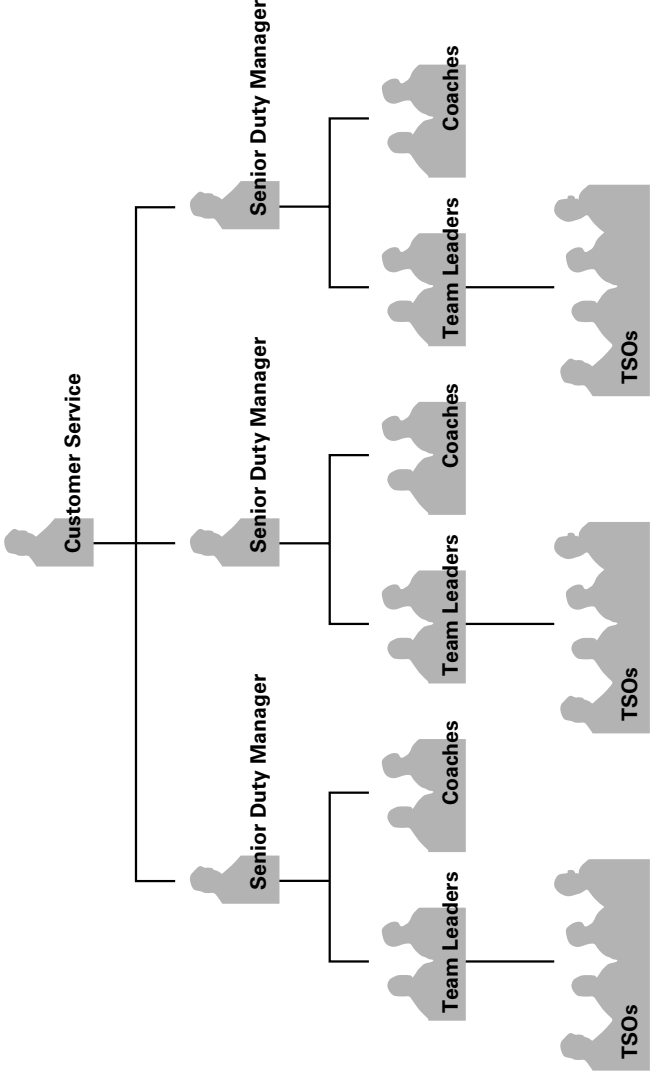 Customer Service
Senior Duty Manager
Senior Duty Manager
Senior Duty Manager
Team Leaders
Coaches
Team Leaders
Coaches
Team Leaders
Coaches
TSOs
TSOs
TSOs